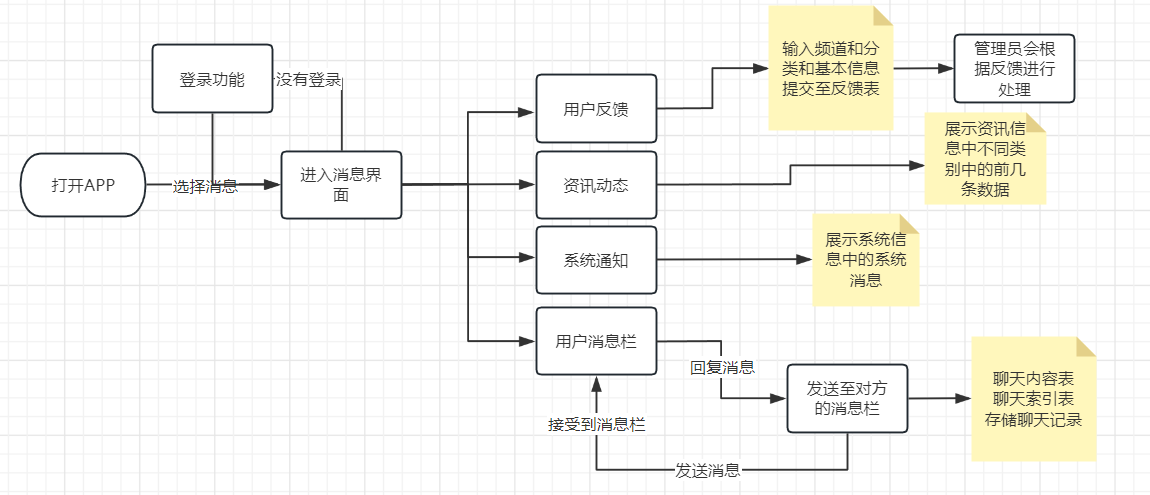 登录功能
没有登录
打开APP
选择消息
进入消息界
面
用户反馈
资讯动态
系统通知
用户消息栏
输入频道和分
类和基本信息
提交至反馈表
管理员会根
据反馈进行
处理
展示资讯信
息中不同类
别中的前几
条数据
展示系统信
息中的系统
消息
回复消息
发送至对方
的消息栏
聊天内容表
聊天索引表
存储聊天记录
接受到消息栏
发送消息